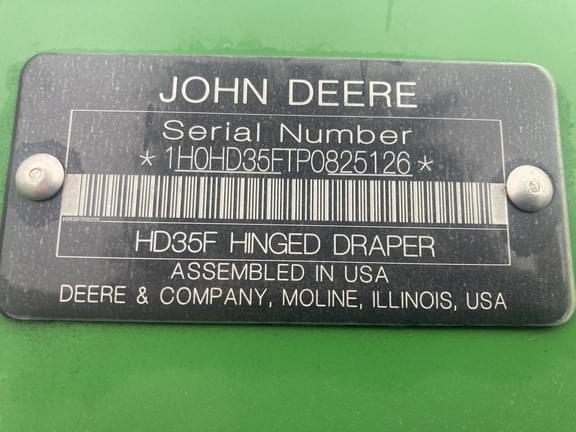 JOHN DEERE
Serial Number
*1H0HD35FTP0825126*
HD35F HINGED DRAPER
ASSEMBLED IN USA
DEERE & COMPANY, MOLINE, ILLINOIS, USA